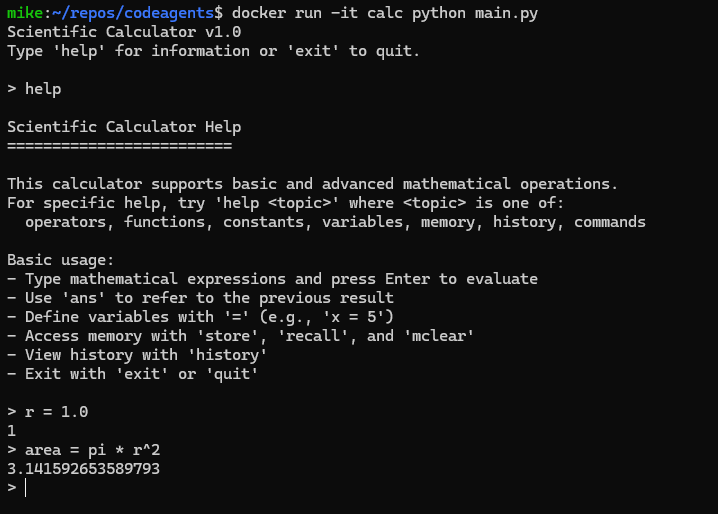 mike:~/repos/codeagents$ docker run -it calc python main.py
Scientific Calculator v1.0
Type 'help' for information or 'exit' to quit.
> help
Scientific Calculator Help
=========================
This calculator supports basic and advanced mathematical operations.
For specific help, try 'help <topic>' where <topic> is one of:
  operators, functions, constants, variables, memory, history, commands
Basic usage:
- Type mathematical expressions and press Enter to evaluate
- Use 'ans' to refer to the previous result
- Define variables with '=' (e.g., 'x = 5')
- Access memory with 'store', 'recall', and 'mclear'
- View history with 'history'
- Exit with 'exit' or 'quit'
> r = 1.0
1
> area = pi * r^2
3.141592653589793
>